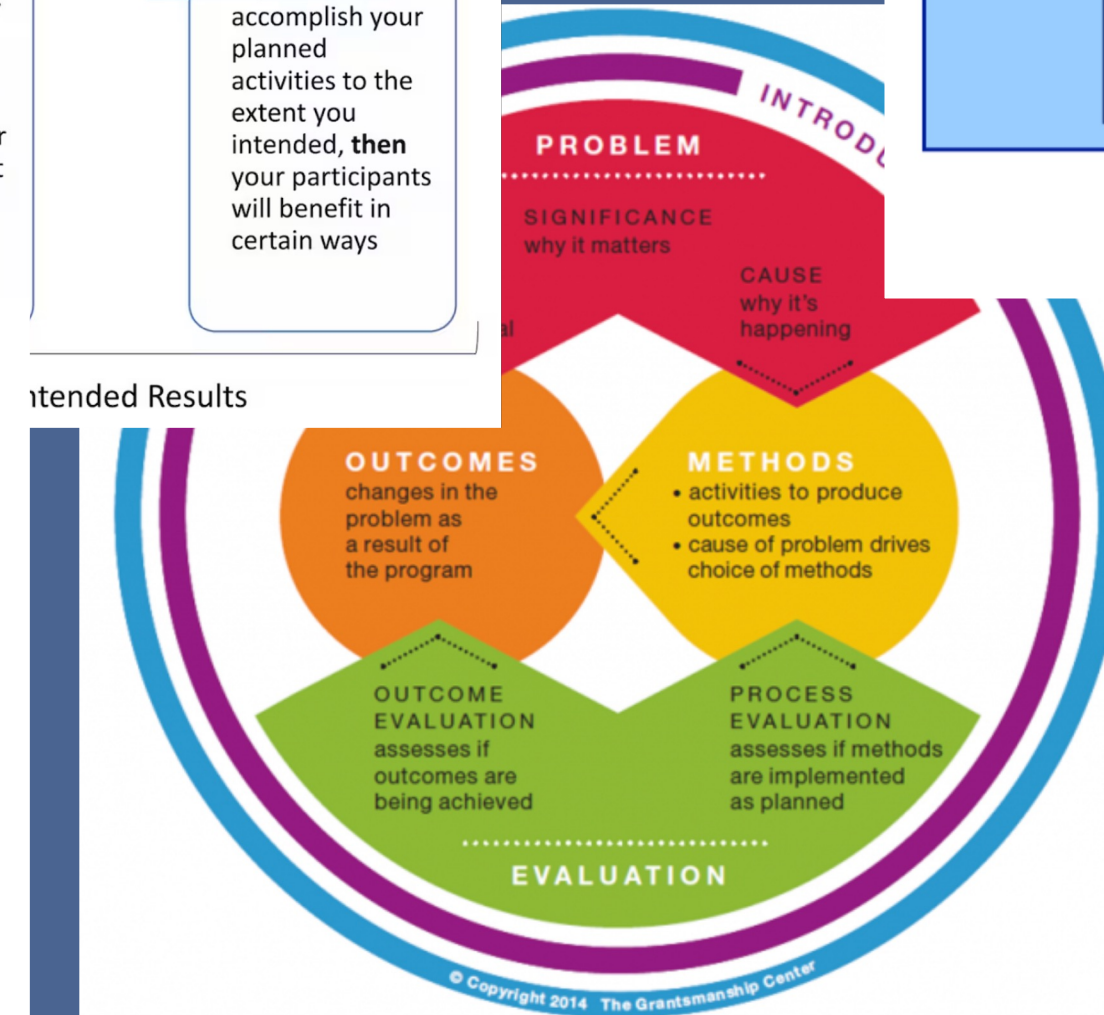 accomplish your
planned
activities to the
extent you
intended, then
your participants
will benefit in
certain ways
Results
PROBLEM
SIGNIFICANCE
why it matters
CAUSE
why it's
happening
OUTCOMES
changes in the
problem as
a result of
the program
METHODS
• activities to produce
outcomes
• cause of problem drives
choice of methods
OUTCOME
EVALUATION
assesses if
outcomes are
being achieved
PROCESS
EVALUATION
assesses if methods
are implemented
as planned
EVALUATION
© Copyright 2014 The Grantsmanship Center